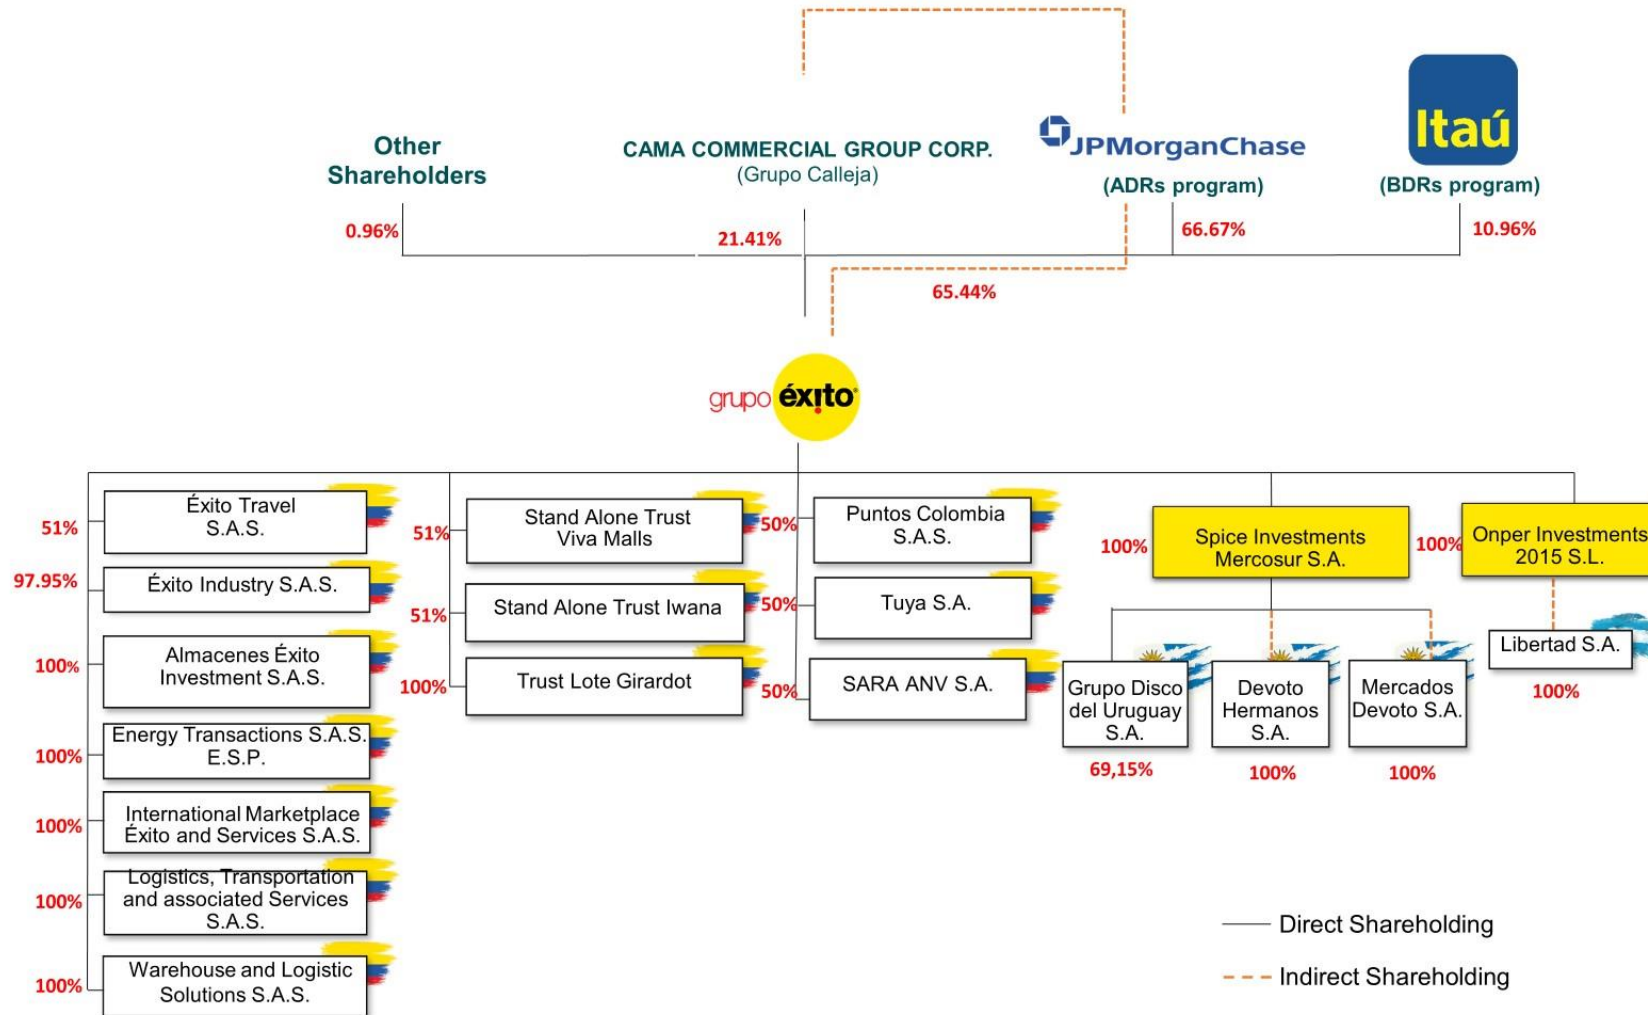 Other
Shareholders
CAMA COMMERCIAL GROUP CORP.
(Grupo Calleja)
JPMorganChase
(ADRs program)
Itaú
(BDRs program)
0.96%
21.41%
66.67%
10.96%
65.44%
grupo éxito
51%
Éxito Travel
S.A.S.
97.95%
Éxito Industry S.A.S.
100%
Almacenes Éxito
Investment S.A.S.
100%
Energy Transactions S.A.S.
E.S.P.
100%
International Marketplace
Éxito and Services S.A.S.
100%
Logistics, Transportation
and associated Services
S.A.S.
100%
Warehouse and Logistic
Solutions S.A.S.
51%
Stand Alone Trust
Viva Malls
51%
Stand Alone Trust Iwana
100%
Trust Lote Girardot
50%
Puntos Colombia
S.A.S.
50%
Tuya S.A.
50%
SARA ANV S.A.
100%
Spice Investments
Mercosur S.A.
100%
Onper Investments
2015 S.L.
Grupo Disco
del Uruguay
S.A.
69,15%
Devoto
Hermanos
S.A.
100%
Mercados
Devoto S.A.
100%
Libertad S.A.
100%
Direct Shareholding
Indirect Shareholding